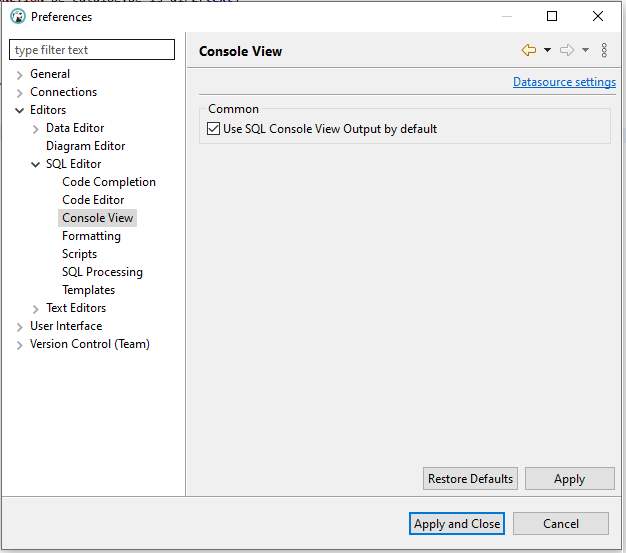 Preferences
type filter text
General
Connections
Editors
Data Editor
Diagram Editor
SQL Editor
Code Completion
Code Editor
Console View
Formatting
Scripts
SQL Processing
Templates
Text Editors
User Interface
Version Control (Team)
Console View
Datasource settings
Common
Use SQL Console View Output by default
Restore Defaults
Apply
Apply and Close
Cancel